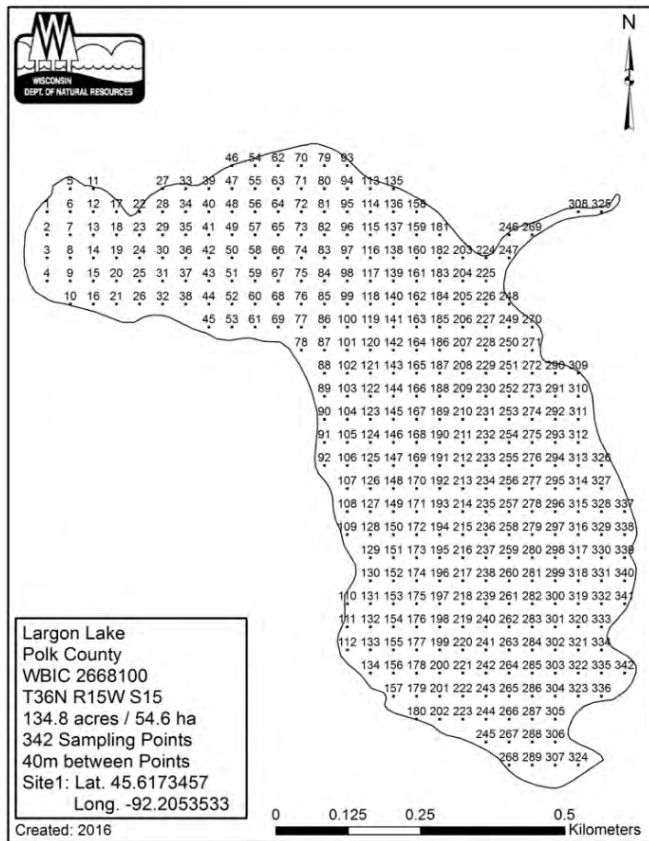 WISCONSIN
DEPT. OF NATURAL RESOURCES
N
46 54 62 70 79 93
5 11 27 33 39 47 55 63 71 80 94 113 135
1 6 12 17 22 28 34 40 48 56 64 72 81 95 114 136 158 308 325
2 7 13 18 23 29 35 41 49 57 65 73 82 96 115 137 159 181 246 269
3 8 14 19 24 30 36 42 50 58 66 74 83 97 116 138 160 182 203 224 247
4 9 15 20 25 31 37 43 51 59 67 75 84 98 117 139 161 183 204 225
10 16 21 26 32 38 44 52 60 68 76 85 99 118 140 162 184 205 226 248
45 53 61 69 77 86 100 119 141 163 185 206 227 249 270
78 87 101 120 142 164 186 207 228 250 271
88 102 121 143 165 187 208 229 251 272 290 309
89 103 122 144 166 188 209 230 252 273 291 310
90 104 123 145 167 189 210 231 253 274 292 311
91 105 124 146 168 190 211 232 254 275 293 312
92 106 125 147 169 191 212 233 255 276 294 313 326
107 126 148 170 192 213 234 256 277 295 314 327
108 127 149 171 193 214 235 257 278 296 315 328 337
109 128 150 172 194 215 236 258 279 297 316 329 338
129 151 173 195 216 237 259 280 298 317 330 339
130 152 174 196 217 238 260 281 299 318 331 340
110 131 153 175 197 218 239 261 282 300 319 332 341
111 132 154 176 198 219 240 262 283 301 320 333
112 133 155 177 199 220 241 263 284 302 321 334
134 156 178 200 221 242 264 285 303 322 335 342
157 179 201 222 243 265 286 304 323 336
180 202 223 244 266 287 305
245 267 288 306
268 289 307 324
Largon Lake
Polk County
WBIC 2668100
T36N R15W S15
134.8 acres / 54.6 ha
342 Sampling Points
40m between Points
Site1: Lat. 45.6173457
Long. -92.2053533
Created: 2016
0 0.125 0.25 0.5
Kilometers